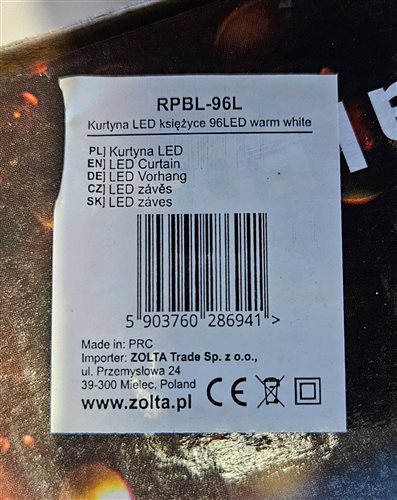 RPBL-96L
Kurtyna LED księżyce 96LED warm white
PL] Kurtyna LED
EN] LED Curtain
DE] LED Vorhang
CZ] LED závěs
SK] LED záves
5 903760 286941 >
Made in: PRC
Importer: ZOLTA Trade Sp. z o.o.,
ul. Przemysłowa 24
39-300 Mielec, Poland
www.zolta.pl
CE